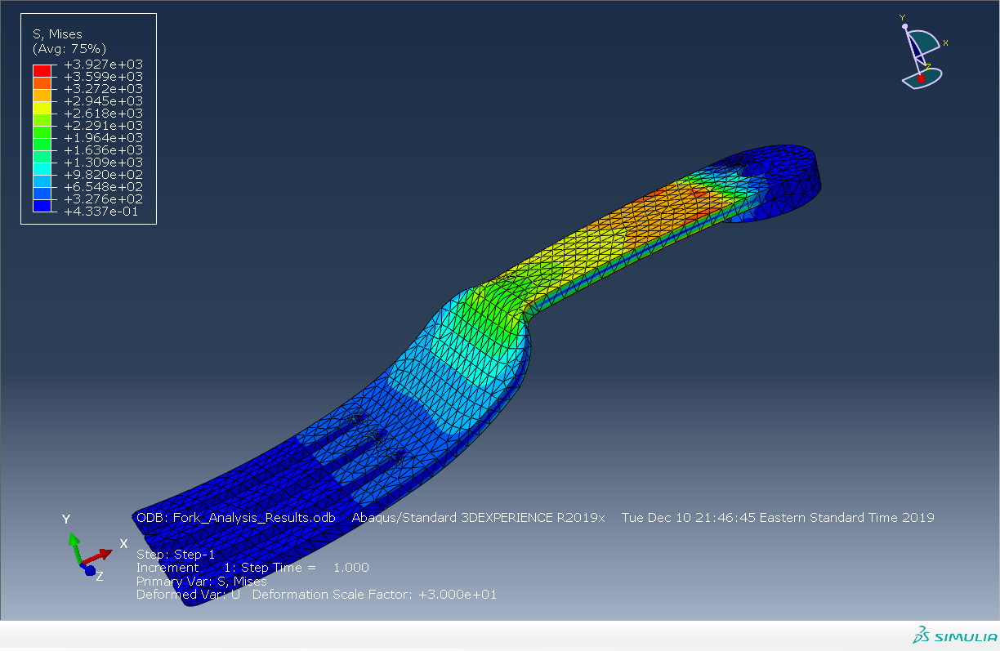 S, Mises
(Avg: 75%)
+3.927e+03
+3.599e+03
+3.272e+03
+2.945e+03
+2.618e+03
+2.291e+03
+1.964e+03
+1.636e+03
+1.309e+03
+9.820e+02
+6.548e+02
+3.276e+02
+4.337e-01
Y
X
Z
Y
X
Z
ODB: Fork_Analysis_Results.odb Abaqus/Standard 3DEXPERIENCE R2019x Tue Dec 10 21:46:45 Eastern Standard Time 2019
Step: Step-1
Increment 1: Step Time = 1.000
Primary Var: S, Mises
Deformed Var: U Deformation Scale Factor: +3.000e+01
SIMULIA